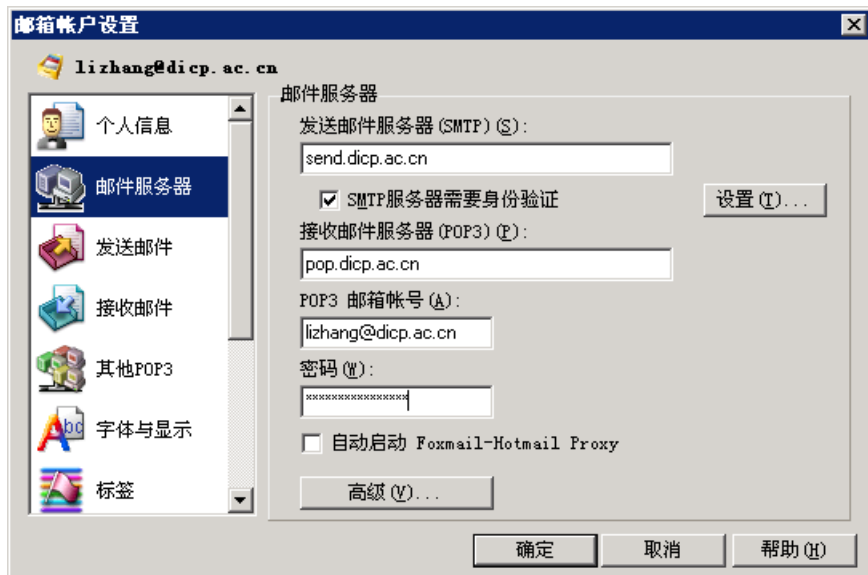 邮箱帐户设置
lizhang@dicp.ac.cn
个人信息
邮件服务器
发送邮件
接收邮件
其他POP3
字体与显示
标签
邮件服务器
发送邮件服务器(SMTP)(S):
send.dicp.ac.cn
SMTP服务器需要身份验证
设置(T)...
接收邮件服务器(POP3)(P):
pop.dicp.ac.cn
POP3 邮箱帐号(A):
lizhang@dicp.ac.cn
密码(W):
***************
自动启动 Foxmail-Hotmail Proxy
高级(V)...
确定
取消
帮助(H)